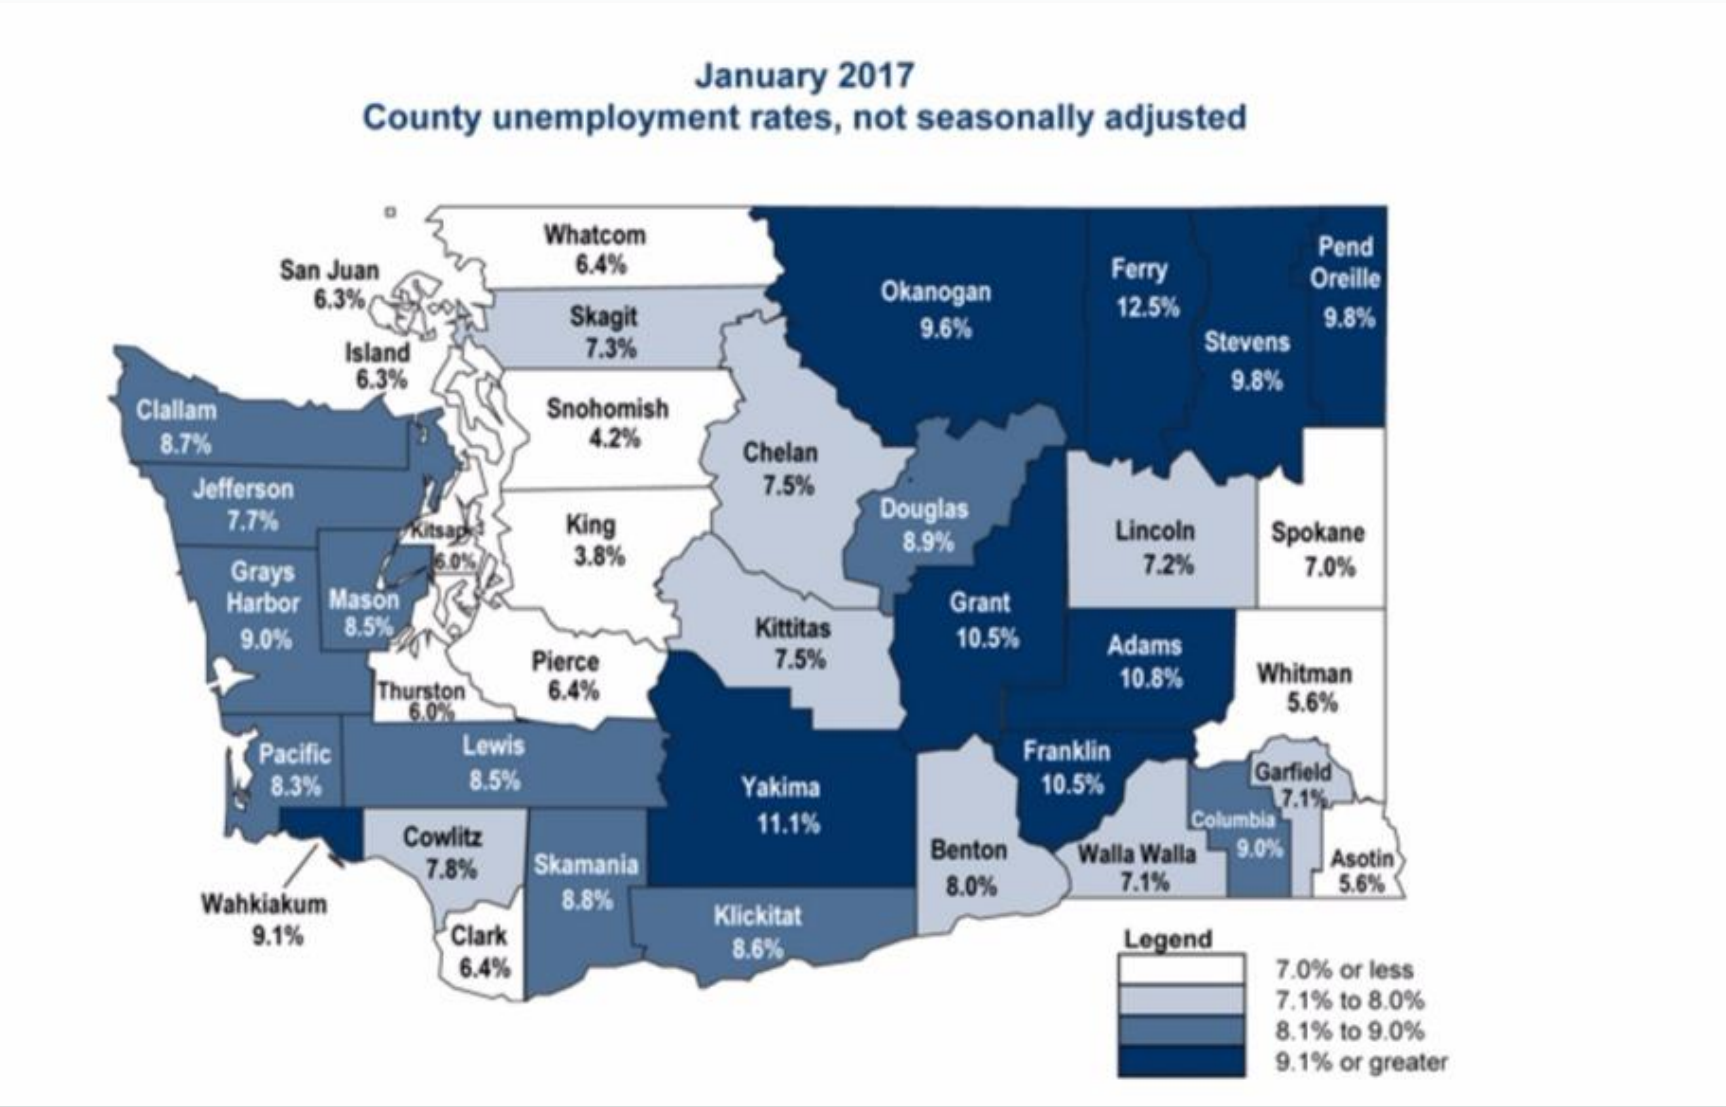 January 2017
County unemployment rates, not seasonally adjusted
Whatcom
6.4%
San Juan
6.3%
Skagit
7.3%
Island
6.3%
Okanogan
9.6%
Ferry
12.5%
Stevens
9.8%
Pend
Oreille
9.8%
Clallam
8.7%
Snohomish
4.2%
Chelan
7.5%
Jefferson
7.7%
Kitsap
6.0%
King
3.8%
Douglas
8.9%
Lincoln
7.2%
Spokane
7.0%
Grays
Harbor
9.0%
Mason
8.5%
Grant
10.5%
Kittitas
7.5%
Adams
10.8%
Pierce
6.4%
Thurston
6.0%
Whitman
5.6%
Pacific
8.3%
Lewis
8.5%
Yakima
11.1%
Franklin
10.5%
Garfield
7.1%
Columbia
9.0%
Cowlitz
7.8%
Skamania
8.8%
Benton
8.0%
Walla Walla
7.1%
Asotin
5.6%
Wahkiakum
9.1%
Clark
6.4%
Klickitat
8.6%
Legend
7.0% or less
7.1% to 8.0%
8.1% to 9.0%
9.1% or greater